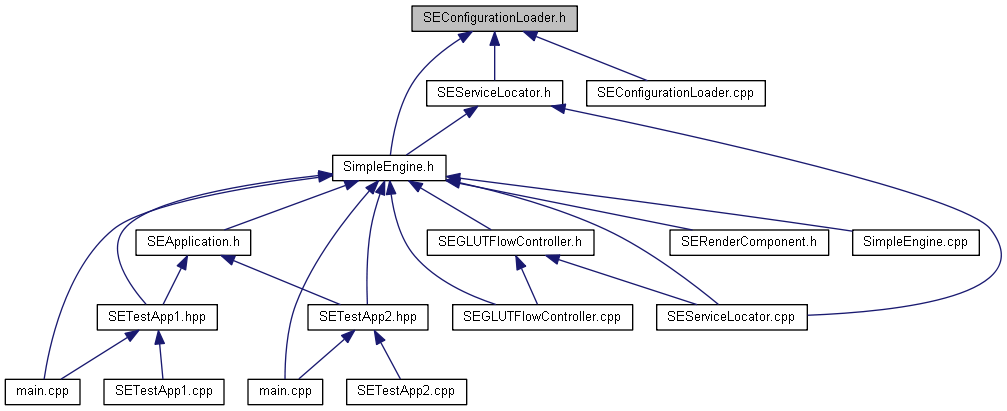 SEConfigurationLoader.h
SEServiceLocator.h
SEConfigurationLoader.cpp
SimpleEngine.h
SEApplication.h
SEGLUTFlowController.h
SERenderComponent.h
SimpleEngine.cpp
SETestApp1.hpp
SETestApp2.hpp
SEGLUTFlowController.cpp
SEServiceLocator.cpp
main.cpp
SETestApp1.cpp
main.cpp
SETestApp2.cpp